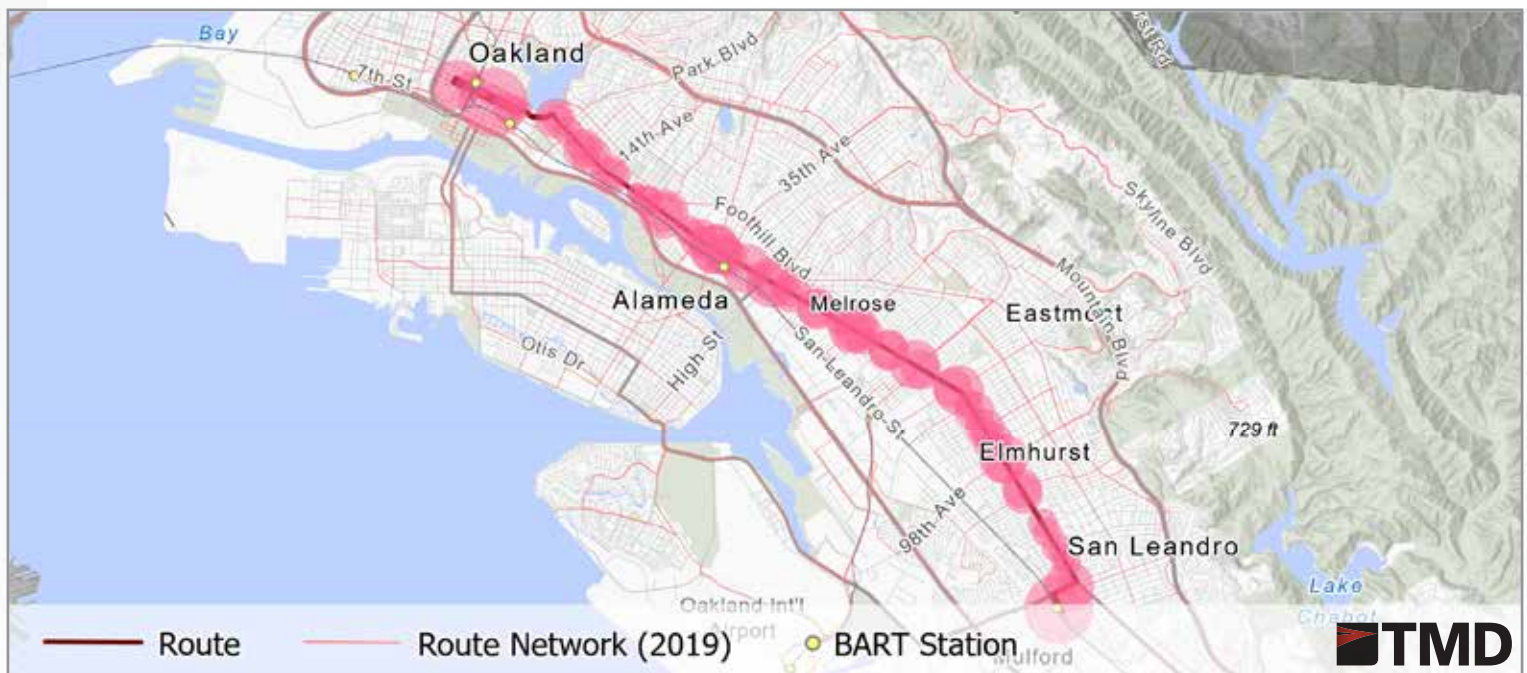 Bay
Oakland
7th St
Park Blvd
14th Ave
35th Ave
Skyline Blvd
Foothill Blvd
Mountain Blvd
Alameda
Melrose
Eastmont
Otis Dr
High St
San Leandro St
729 ft
Elmhurst
98th Ave
San Leandro
Lake
Chabot
Oakland Int'l
Airport
Mulford
Route
Route Network (2019)
BART Station
TMD